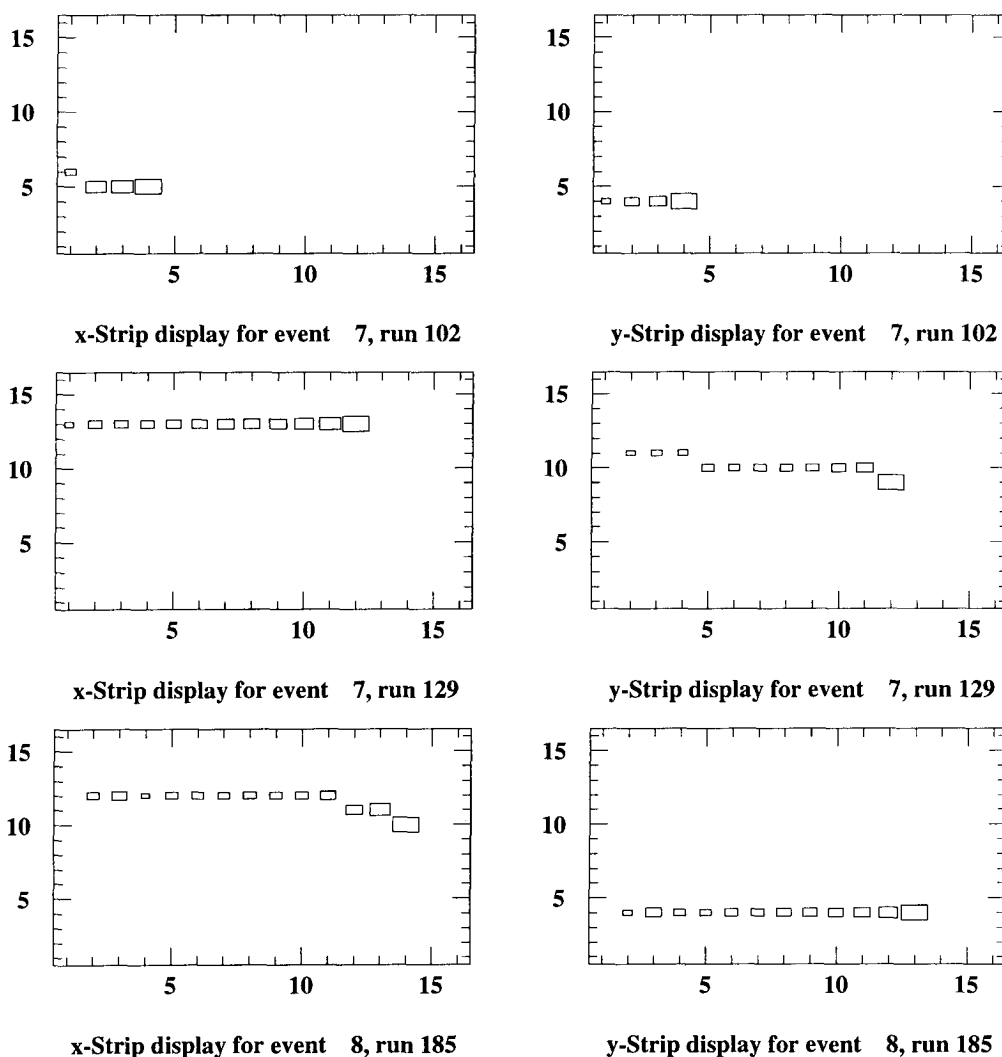 15
10
5
5 10 15
x-Strip display for event 7, run 102
15
10
5
5 10 15
y-Strip display for event 7, run 102
15
10
5
5 10 15
x-Strip display for event 7, run 129
15
10
5
5 10 15
y-Strip display for event 7, run 129
15
10
5
5 10 15
x-Strip display for event 8, run 185
15
10
5
5 10 15
y-Strip display for event 8, run 185